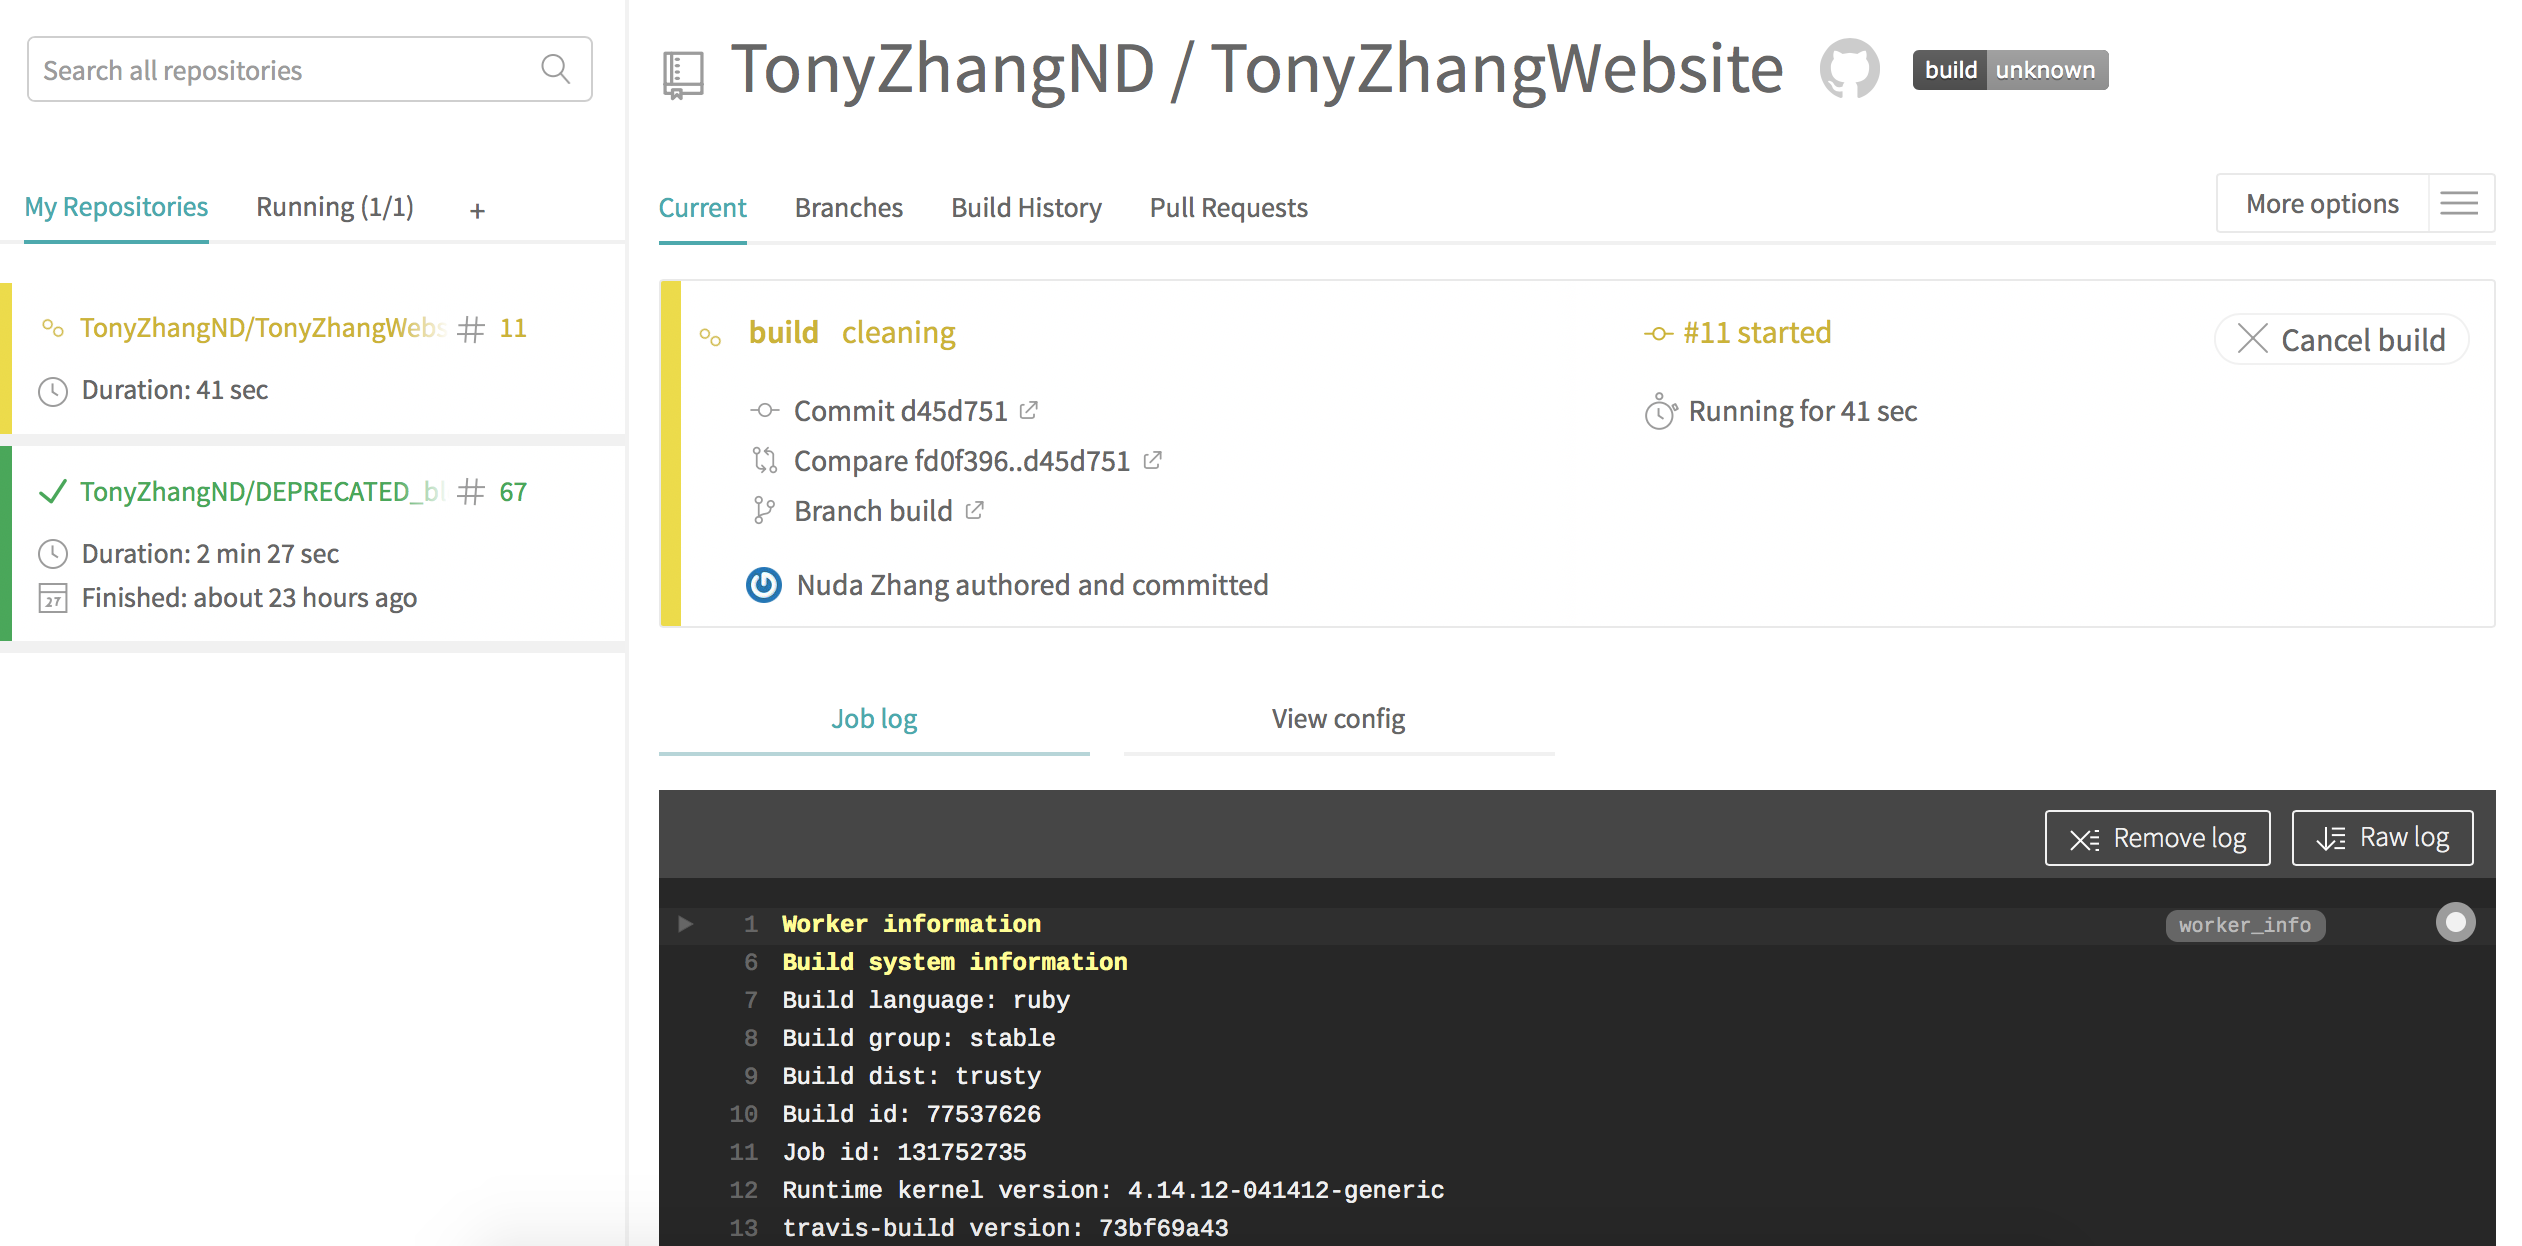 Search all repositories
My Repositories
Running (1/1)
+
TonyZhangND/TonyZhangWebs # 11
Duration: 41 sec
TonyZhangND/DEPRECATED_bl # 67
Duration: 2 min 27 sec
27 Finished: about 23 hours ago
TonyZhangND / TonyZhangWebsite
build unknown
Current
Branches
Build History
Pull Requests
More options
build cleaning
#11 started
Cancel build
Commit d45d751
Running for 41 sec
Compare fd0f396..d45d751
Branch build
Nuda Zhang authored and committed
Job log
View config
Remove log
Raw log
1 Worker information
worker_info
6 Build system information
7 Build language: ruby
8 Build group: stable
9 Build dist: trusty
10 Build id: 77537626
11 Job id: 131752735
12 Runtime kernel version: 4.14.12-041412-generic
13 travis-build version: 73bf69a43